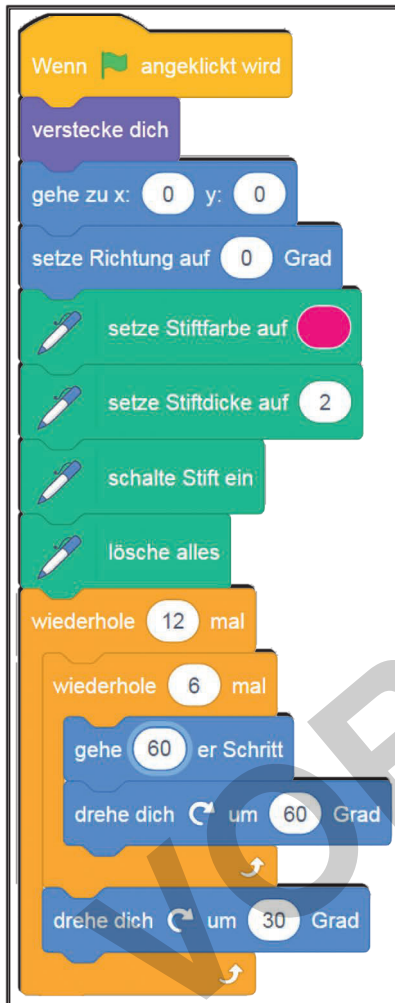 Wenn angeklickt wird
verstecke dich
gehe zu x: 0 y: 0
setze Richtung auf 0 Grad
setze Stiftfarbe auf
setze Stiftdicke auf 2
schalte Stift ein
lösche alles
wiederhole 12 mal
wiederhole 6 mal
gehe 60 er Schritt
drehe dich um 60 Grad
drehe dich um 30 Grad
VOR